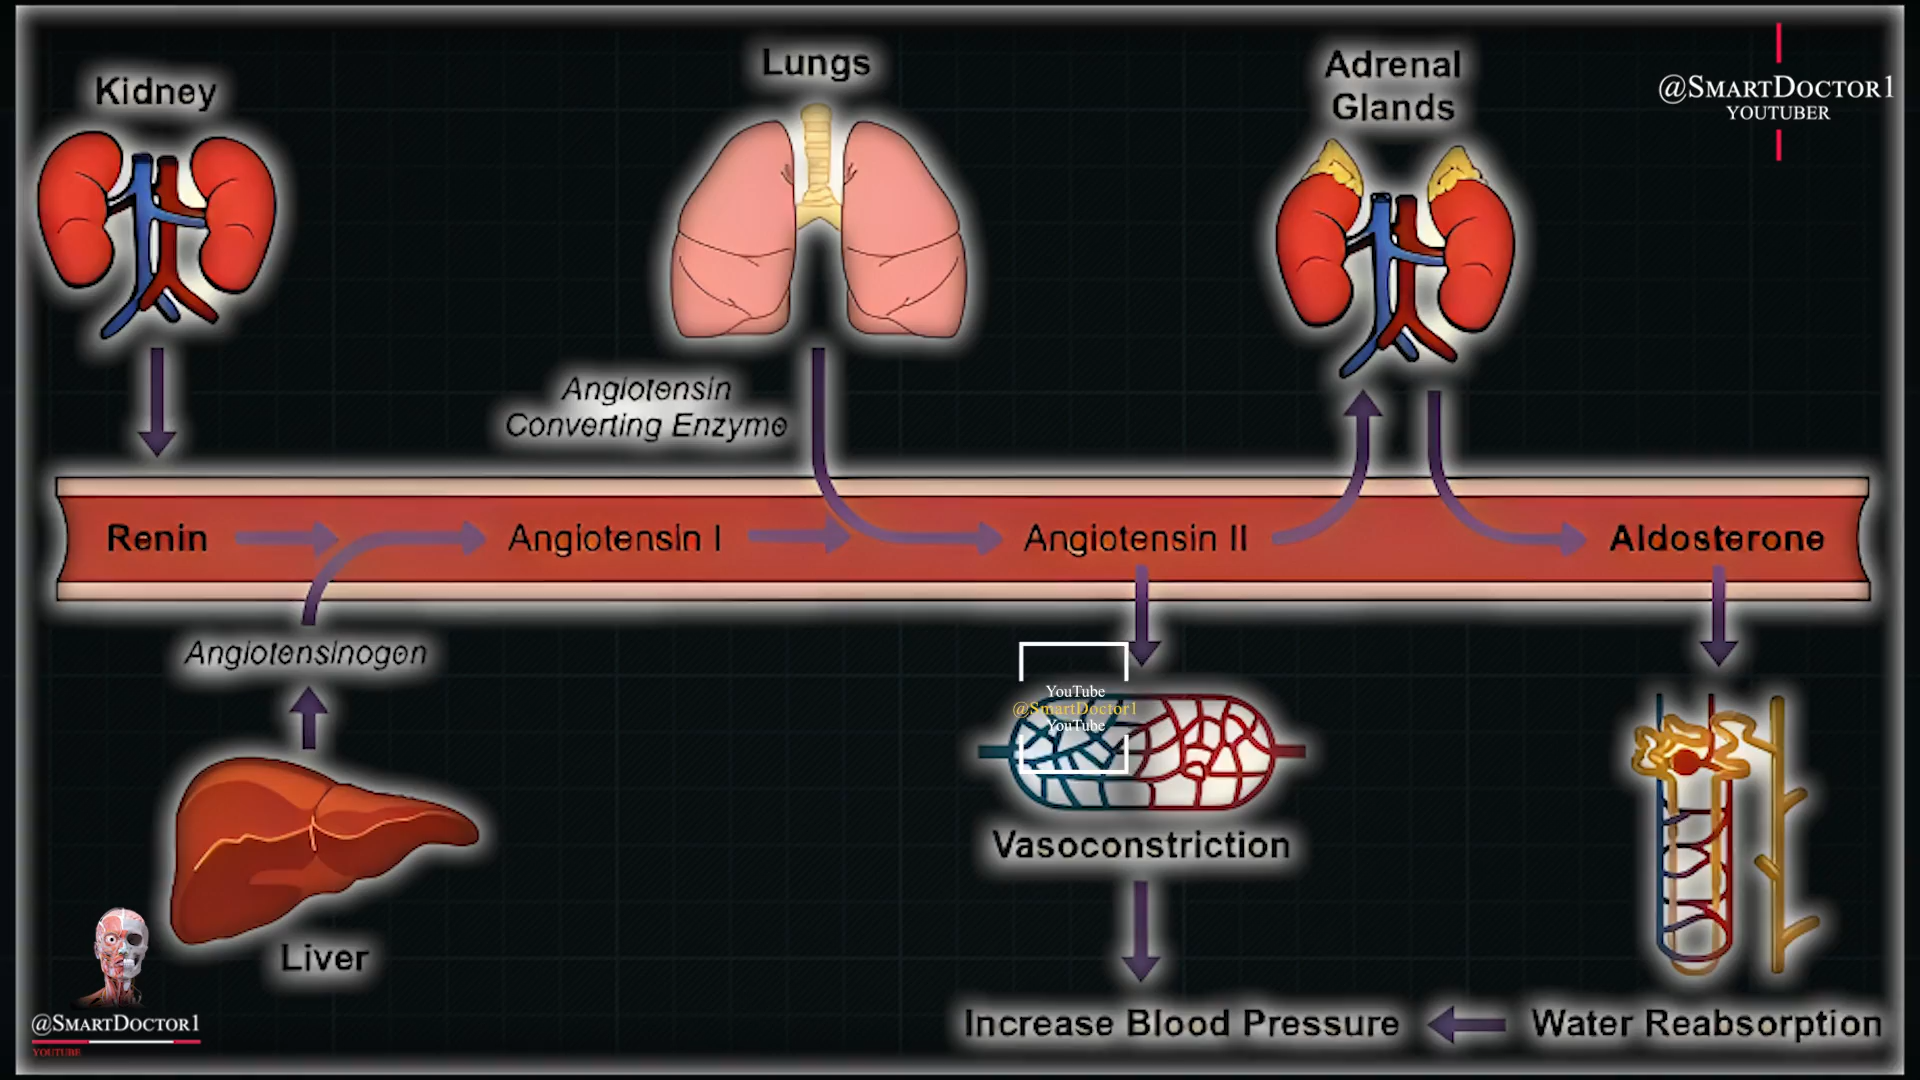 Kidney
Lungs
Adrenal
Glands
@SMARTDOCTOR1
YOUTUBER
Angiotensin
Converting Enzyme
Renin
Angiotensin I
Angiotensin II
Aldosterone
Angiotensinogen
YouTube
@SmartDoctor1
YouTube
Vasoconstriction
Liver
Increase Blood Pressure
Water Reabsorption
@SMARTDOCTOR1
YOUTUBE